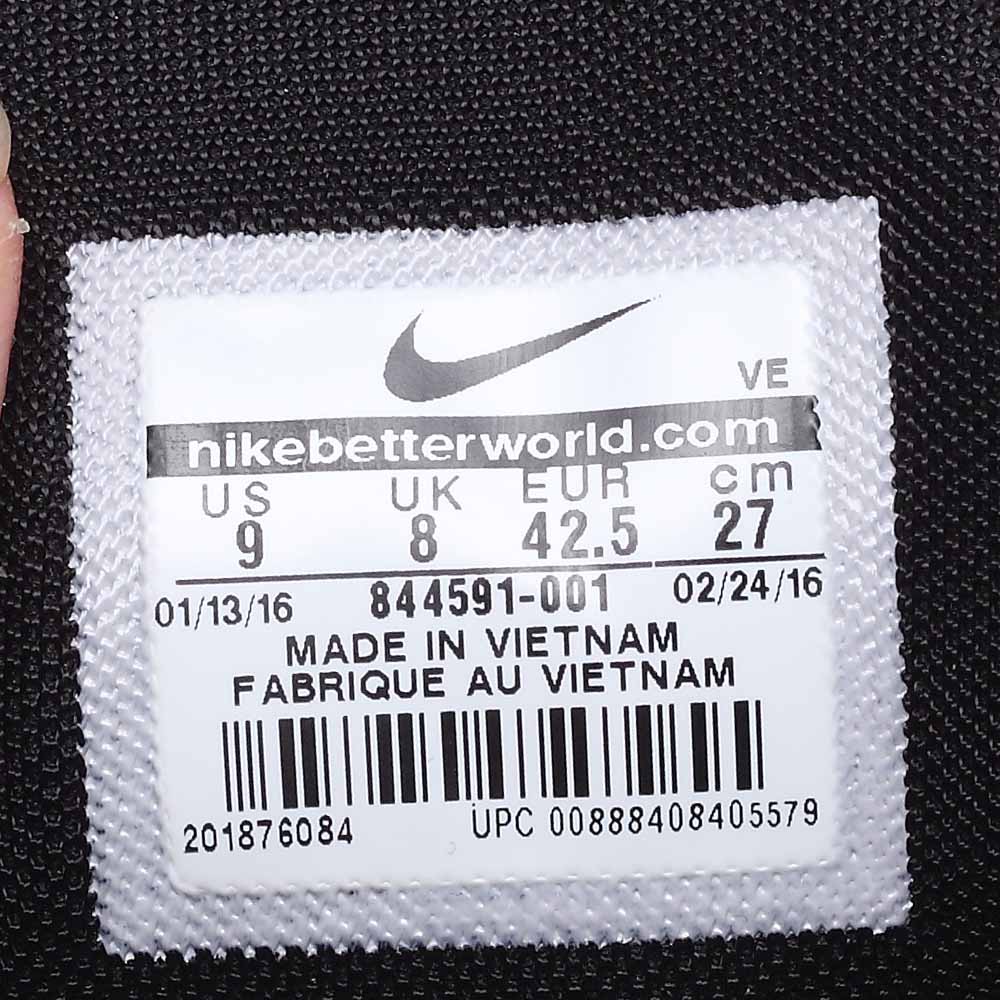 VE
nikebetterworld.com
US UK EUR cm
9 8 42.5 27
01/13/16 844591-001 02/24/16
MADE IN VIETNAM
FABRIQUE AU VIETNAM
201876084 UPC 00888408405579